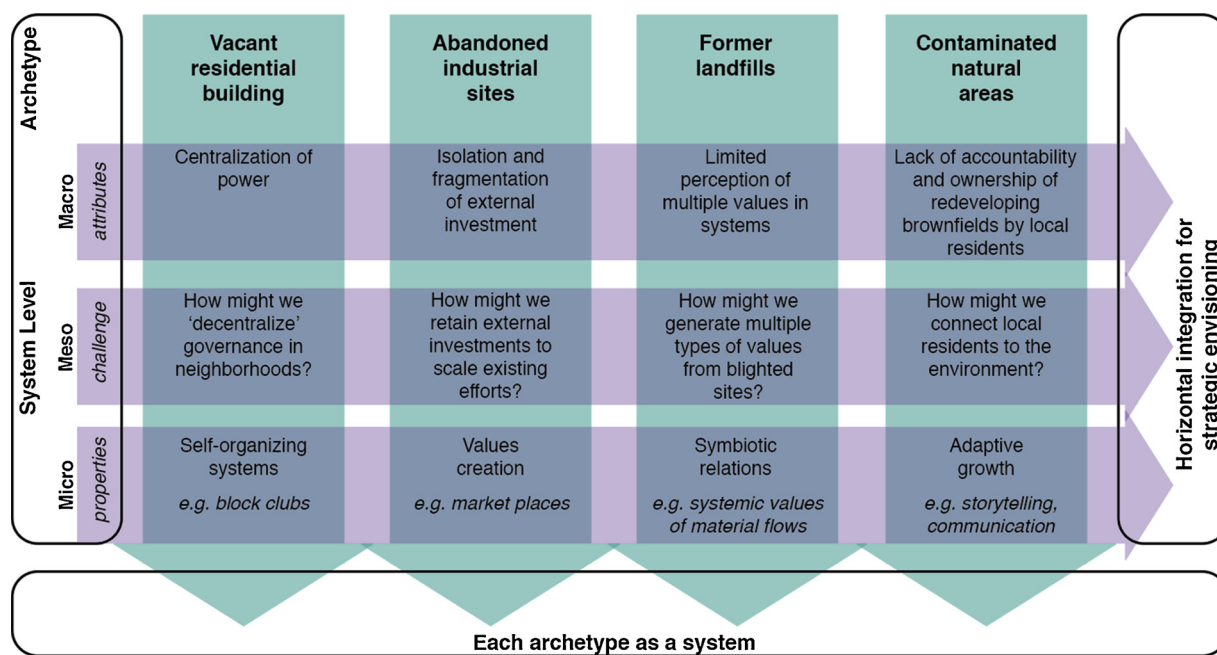 Archetype
Vacant
residential
building
Abandoned
industrial
sites
Former
landfills
Contaminated
natural
areas
System Level
Macro
attributes
Centralization of
power
Isolation and
fragmentation
of external
investment
Limited
perception of
multiple values in
systems
Lack of accountability
and ownership of
redeveloping
brownfields by local
residents
Meso
challenge
How might we
‘decentralize’
governance in
neighborhoods?
How might we
retain external
investments to
scale existing
efforts?
How might we
generate multiple
types of values
from blighted
sites?
How might we
connect local
residents to the
environment?
Micro
properties
Self-organizing
systems
e.g. block clubs
Values
creation
e.g. market places
Symbiotic
relations
e.g. systemic values
of material flows
Adaptive
growth
e.g. storytelling,
communication
Horizontal integration for
strategic envisioning
Each archetype as a system